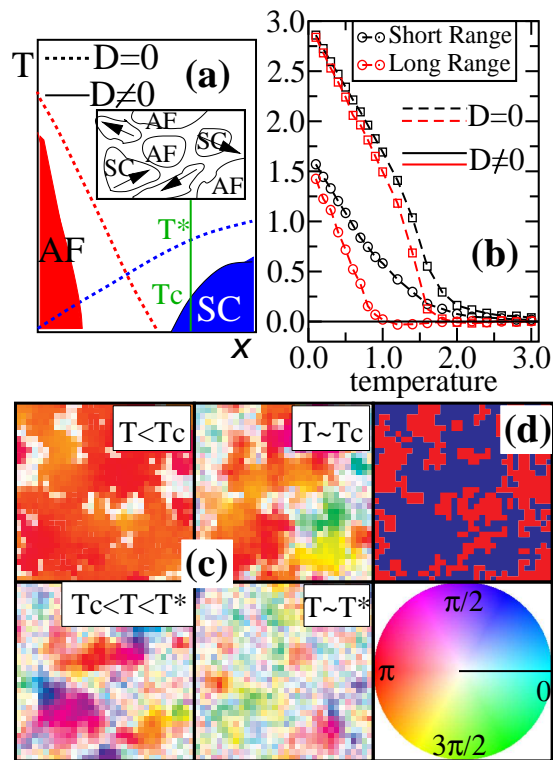 (a)
T
D=0
D≠0
AF
SC
AF
SC
AF
T*
AF
Tc
SC
x
3.0
2.5
2.0
1.5
1.0
0.5
0.0
Short Range
Long Range
D=0
D≠0
(b)
0.0 1.0 2.0 3.0
temperature
T<Tc
T~Tc
(d)
(c)
Tc<T<T*
T~T*
π/2
π
0
3π/2